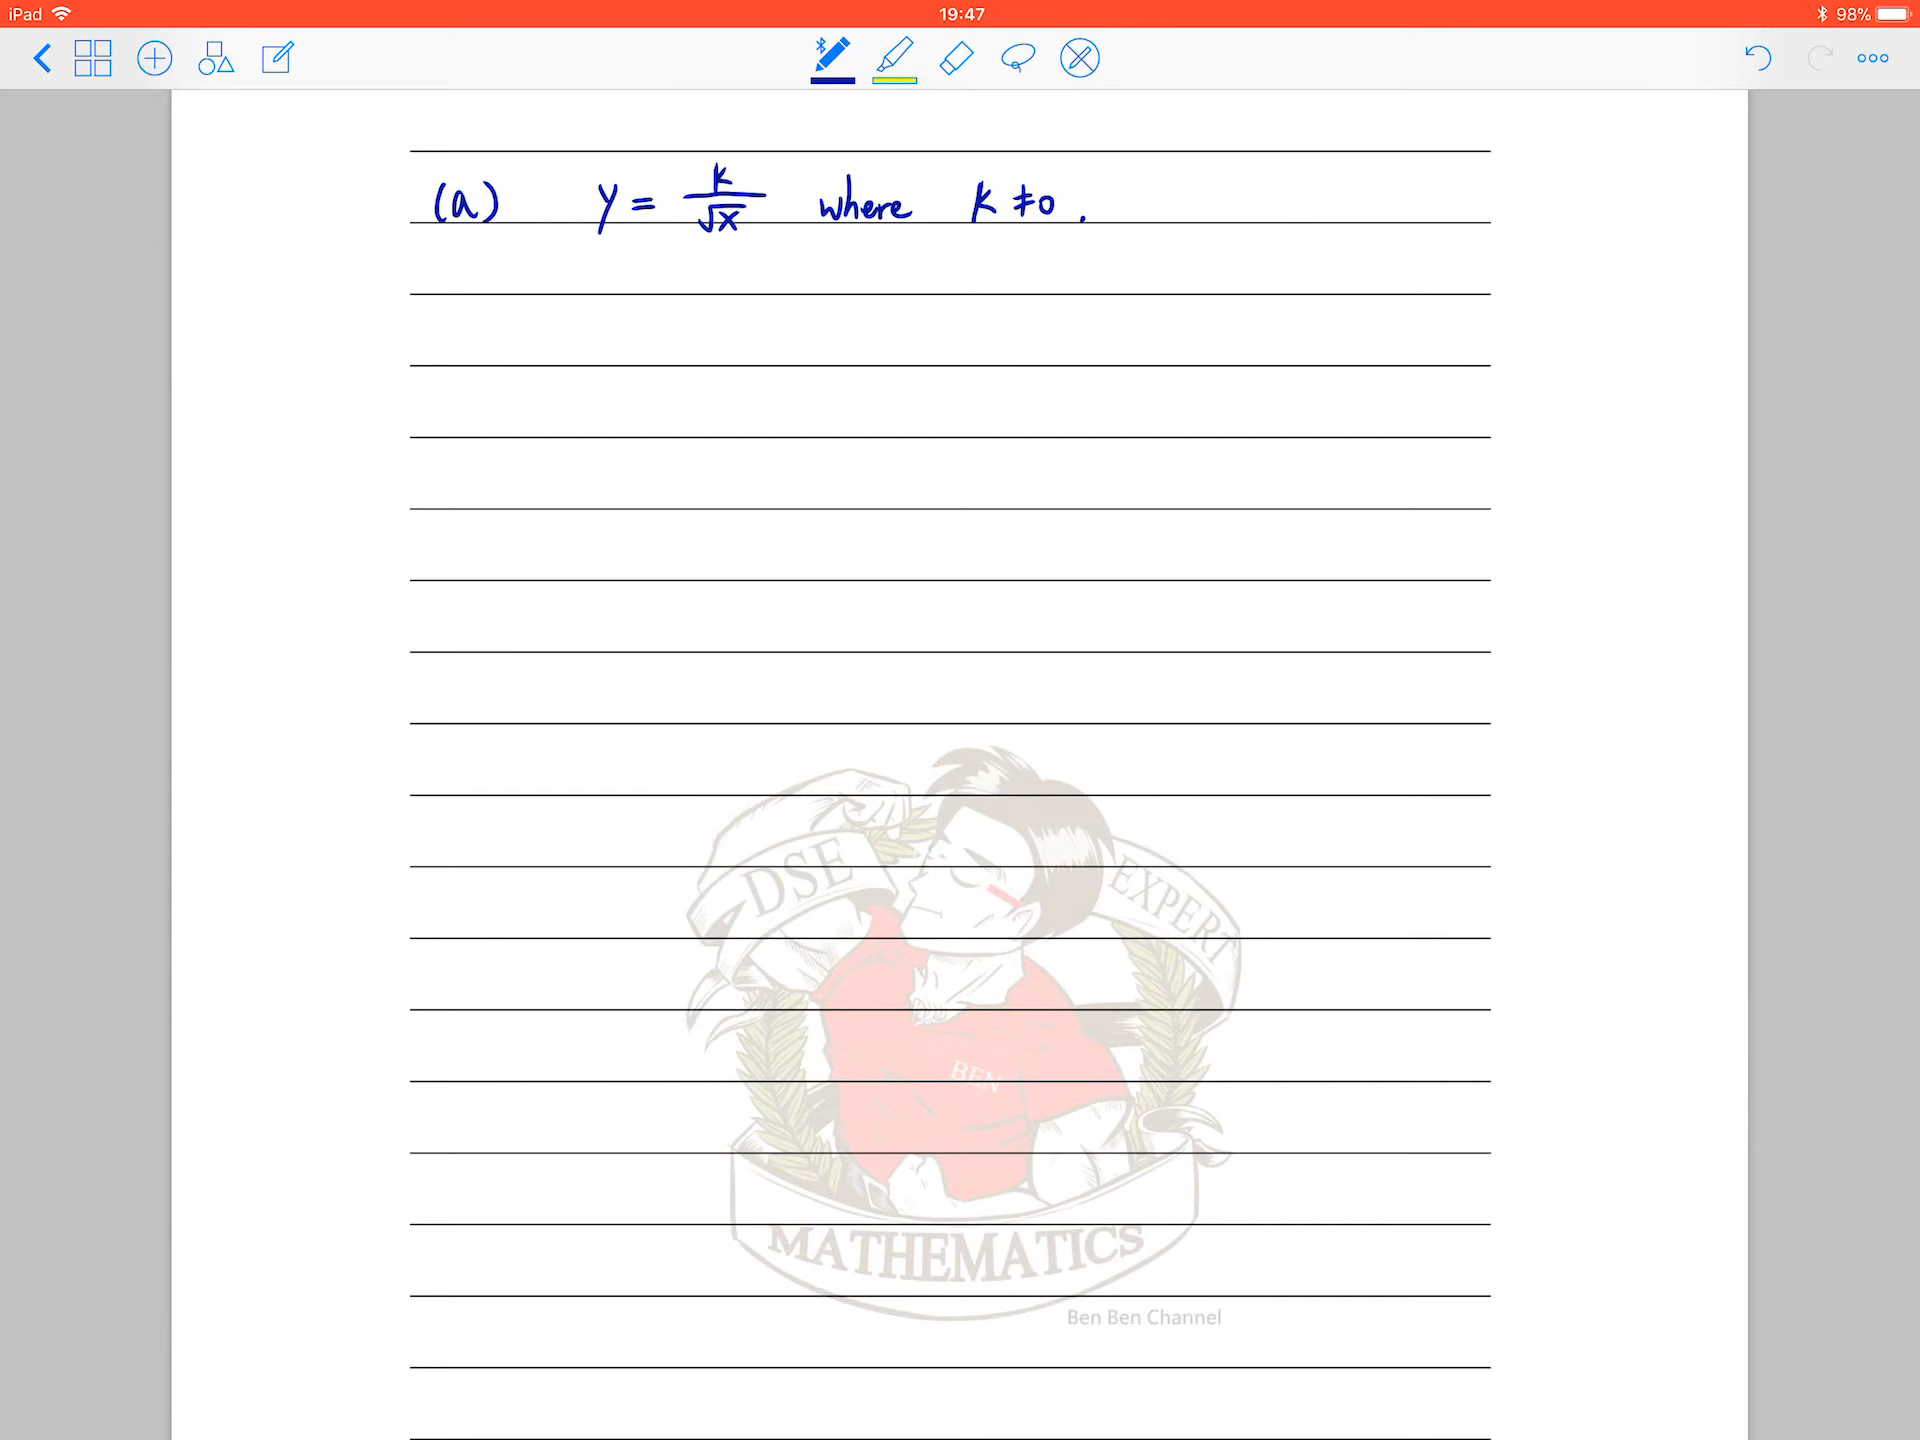 iPad 19:47 98%
(a) y = k/√x where k ≠ 0 .
DSE
EXPERT
BEN
MATHEMATICS
Ben Ben Channel